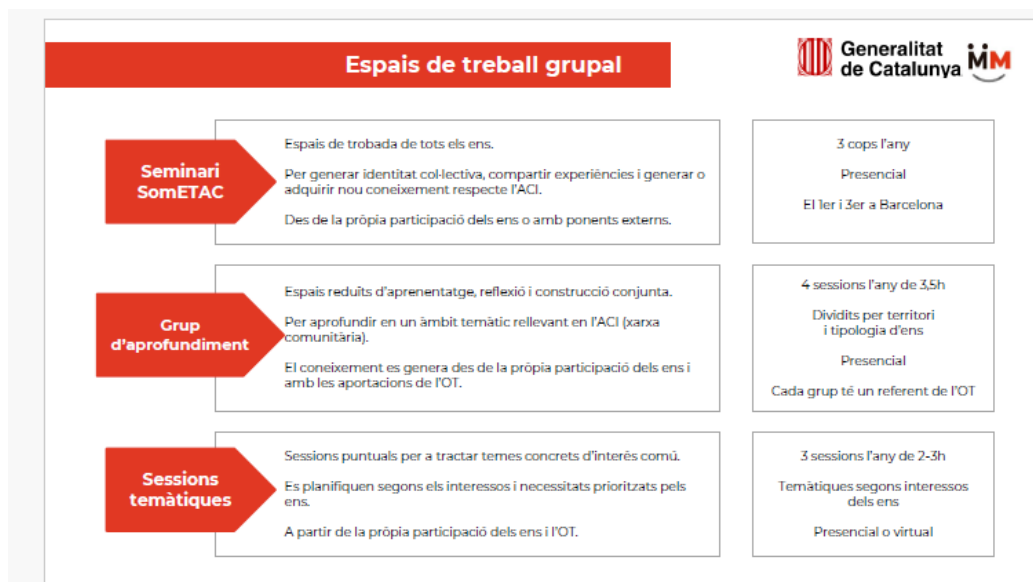 Espais de treball grupal
Generalitat
de Catalunya
MM
Seminari
SomETAC
Espais de trobada de tots els ens.
Per generar identitat col·lectiva, compartir experiències i generar o
adquirir nou coneixement respecte l'ACI.
Des de la pròpia participació dels ens o amb ponents externs.
3 cops l'any
Presencial
El 1er i 3er a Barcelona
Grup
d'aprofundiment
Espais reduïts d'aprenentatge, reflexió i construcció conjunta.
Per aprofundir en un àmbit temàtic rellevant en l'ACI (xarxa
comunitària).
El coneixement es genera des de la pròpia participació dels ens i
amb les aportacions de l'OT.
4 sessions l'any de 3,5h
Dividits per territori
i tipologia d'ens
Presencial
Cada grup té un referent de l'OT
Sessions
temàtiques
Sessions puntuals per a tractar temes concrets d'interès comú.
Es planifiquen segons els interessos i necessitats prioritzats pels
ens.
A partir de la pròpia participació dels ens i l'OT.
3 sessions l'any de 2-3h
Temàtiques segons interessos
dels ens
Presencial o virtual